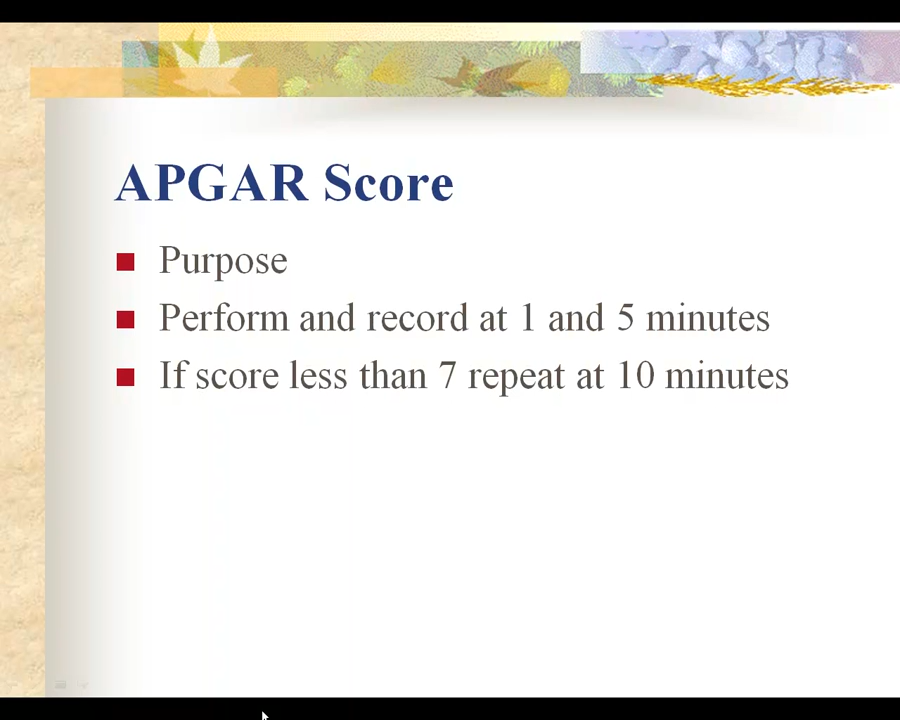 APGAR Score
Purpose
Perform and record at 1 and 5 minutes
If score less than 7 repeat at 10 minutes